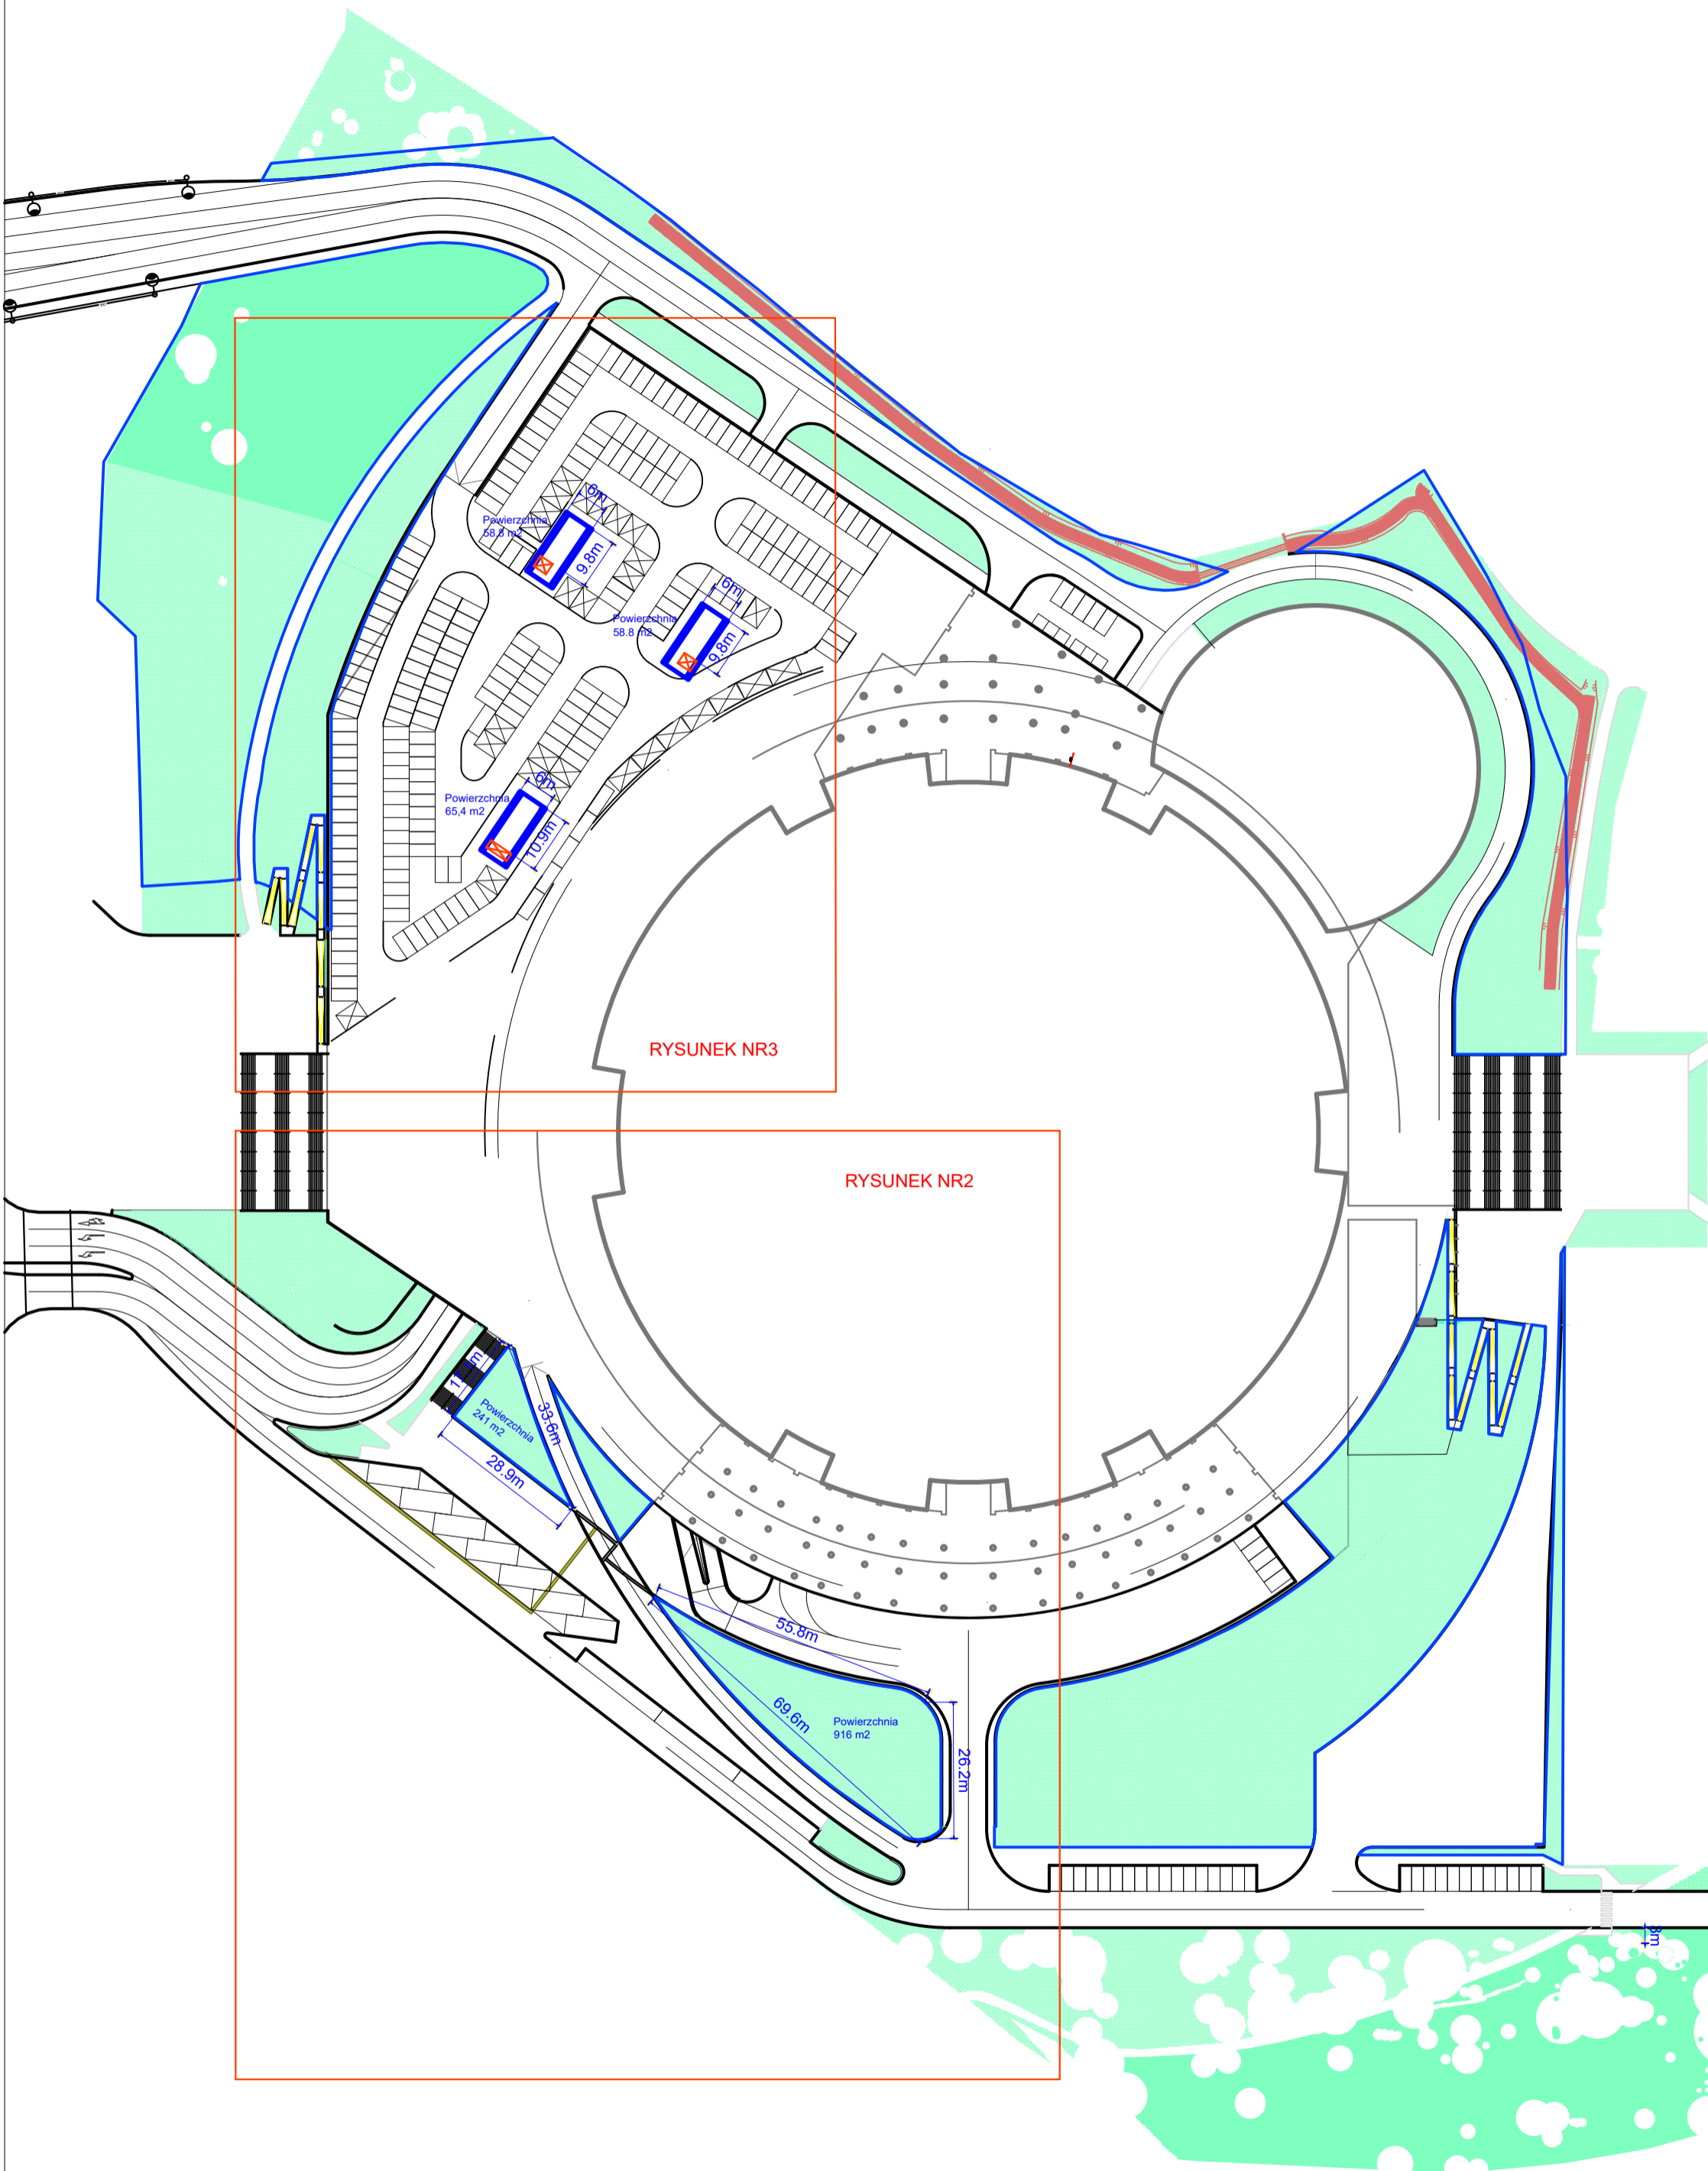 6m
Powierzchnia
58.8 m2
9.8m
6m
Powierzchnia
58.8 m2
9.8m
6m
Powierzchnia
65,4 m2
10.9m
RYSUNEK NR3
RYSUNEK NR2
Powierzchnia
241 m2
33.6m
28.9m
55.8m
69.6m
Powierzchnia
916 m2
26.2m